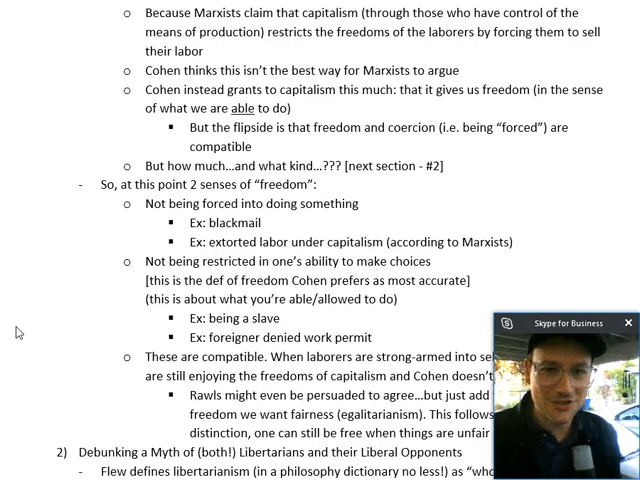 o Because Marxists claim that capitalism (through those who have control of the
means of production) restricts the freedoms of the laborers by forcing them to sell
their labor
o Cohen thinks this isn't the best way for Marxists to argue
o Cohen instead grants to capitalism this much: that it gives us freedom (in the sense
of what we are able to do)
▪ But the flipside is that freedom and coercion (i.e. being "forced") are
compatible
o But how much…and what kind…??? [next section - #2]
- So, at this point 2 senses of "freedom":
o Not being forced into doing something
▪ Ex: blackmail
▪ Ex: extorted labor under capitalism (according to Marxists)
o Not being restricted in one's ability to make choices
[this is the def of freedom Cohen prefers as most accurate]
(this is about what you're able/allowed to do)
▪ Ex: being a slave
▪ Ex: foreigner denied work permit
Skype for Business
o These are compatible. When laborers are strong-armed into
are still enjoying the freedoms of capitalism and Cohen doesn't
▪ Rawls might even be persuaded to agree…but just add
freedom we want fairness (egalitarianism). This follows
distinction, one can still be free when things are unfair
2) Debunking a Myth of (both!) Libertarians and their Liberal Opponents
- Flew defines libertarianism (in a philosophy dictionary no less!) as